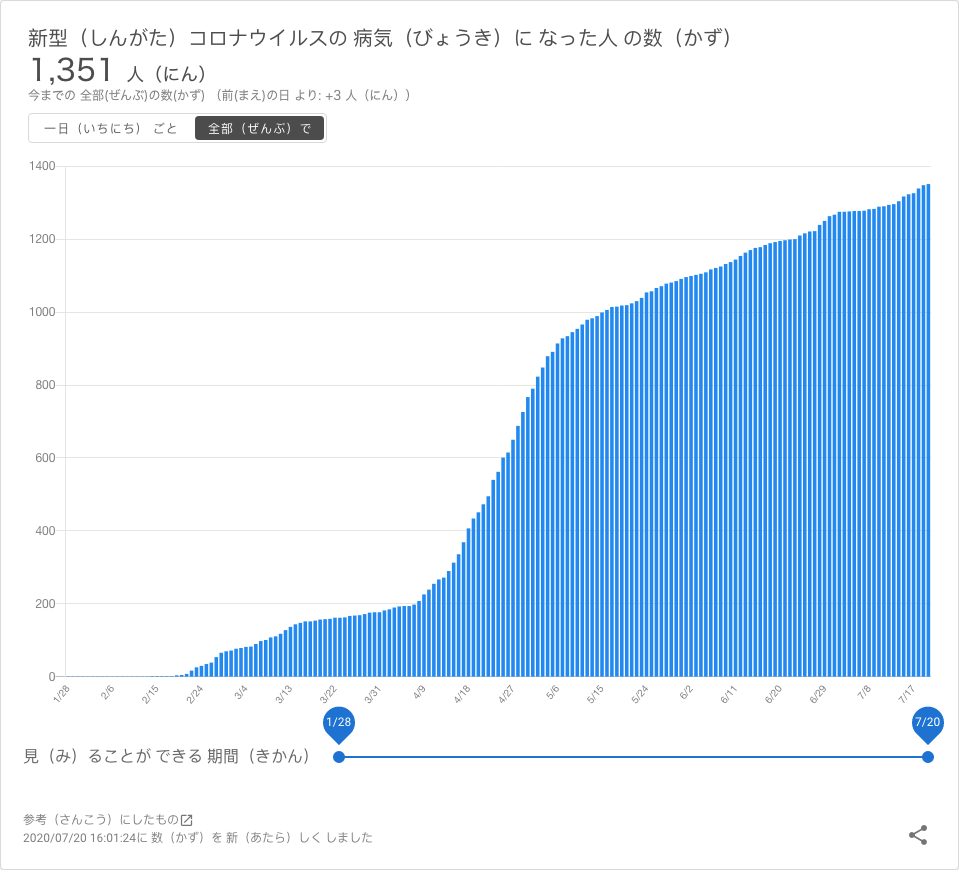 新型（しんがた）コロナウイルスの 病気（びょうき）に なった人 の数（かず）
1,351 人（にん）
今までの 全部(ぜんぶ)の数(かず) （前(まえ)の日 より: +3 人（にん））
一日（いちにち） ごと 全部（ぜんぶ）で
1400
1200
1000
800
600
400
200
0
1/28 2/6 2/15 2/24 3/4 3/13 3/22 3/31 4/9 4/18 4/27 5/6 5/15 5/24 6/2 6/11 6/20 6/29 7/8 7/17
1/28 7/20
見（み）ることが できる 期間（きかん）
参考（さんこう）にしたもの
2020/07/20 16:01:24に 数（かず）を 新（あたら）しく しました